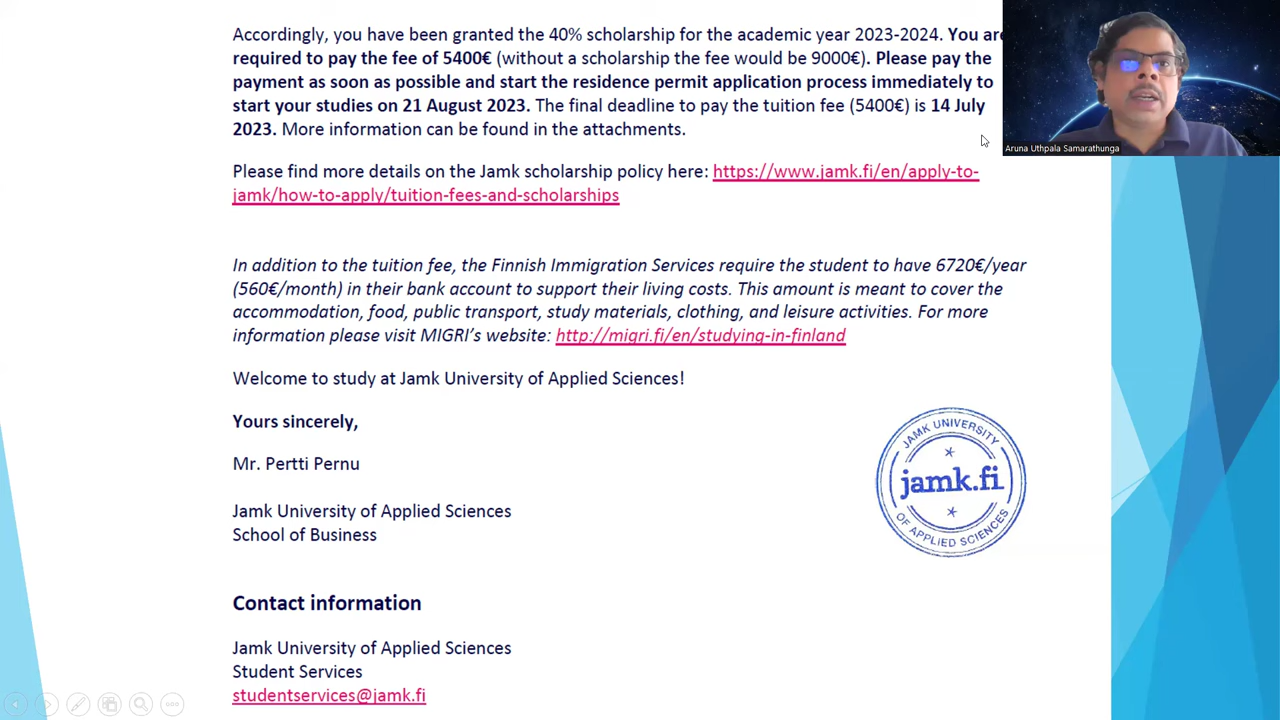 Accordingly, you have been granted the 40% scholarship for the academic year 2023-2024. You are
required to pay the fee of 5400€ (without a scholarship the fee would be 9000€). Please pay the
payment as soon as possible and start the residence permit application process immediately to
start your studies on 21 August 2023. The final deadline to pay the tuition fee (5400€) is 14 July
2023. More information can be found in the attachments.
Aruna Uthpala Samarathunga
Please find more details on the Jamk scholarship policy here: https://www.jamk.fi/en/apply-to-
jamk/how-to-apply/tuition-fees-and-scholarships
In addition to the tuition fee, the Finnish Immigration Services require the student to have 6720€/year
(560€/month) in their bank account to support their living costs. This amount is meant to cover the
accommodation, food, public transport, study materials, clothing, and leisure activities. For more
information please visit MIGRI's website: http://migri.fi/en/studying-in-finland
Welcome to study at Jamk University of Applied Sciences!
Yours sincerely,
Mr. Pertti Pernu
Jamk University of Applied Sciences
School of Business
JAMK UNIVERSITY
jamk.fi
OF APPLIED SCIENCES
Contact information
Jamk University of Applied Sciences
Student Services
studentservices@jamk.fi